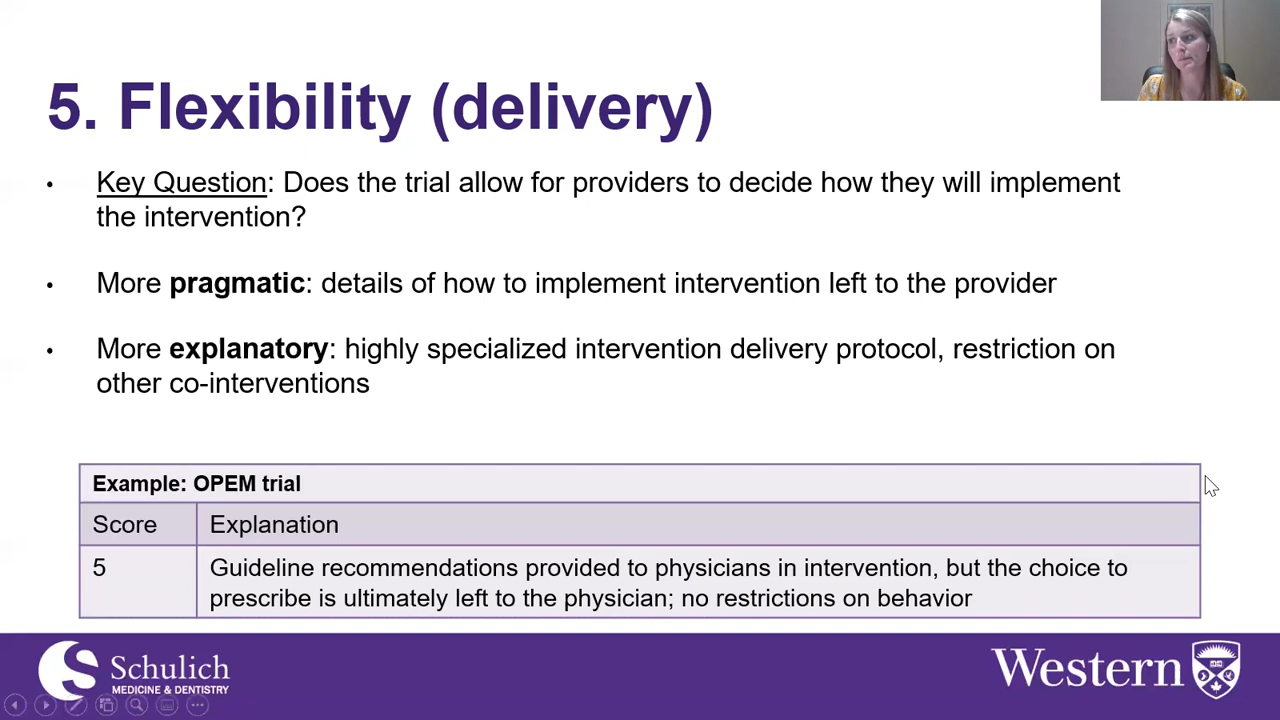 5. Flexibility (delivery)
• Key Question: Does the trial allow for providers to decide how they will implement
the intervention?
• More pragmatic: details of how to implement intervention left to the provider
• More explanatory: highly specialized intervention delivery protocol, restriction on
other co-interventions
Example: OPEM trial
Score Explanation
5 Guideline recommendations provided to physicians in intervention, but the choice to
prescribe is ultimately left to the physician; no restrictions on behavior
Schulich
MEDICINE & DENTISTRY
Western